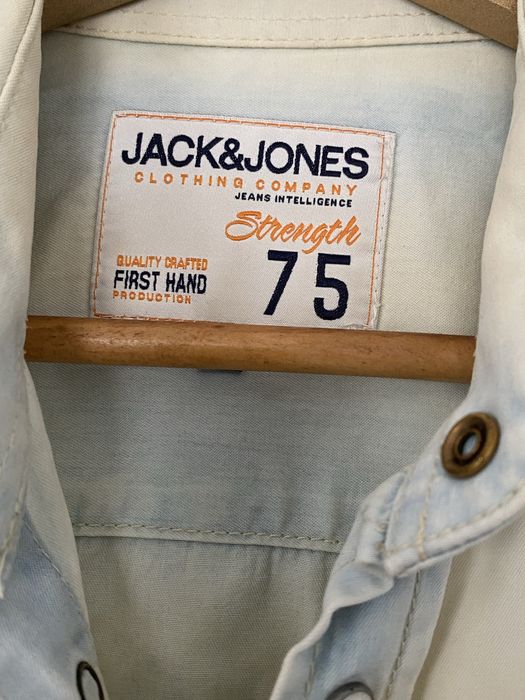 JACK&JONES
CLOTHING COMPANY
JEANS INTELLIGENCE
Strength
75
QUALITY CRAFTED
FIRST HAND
PRODUCTION